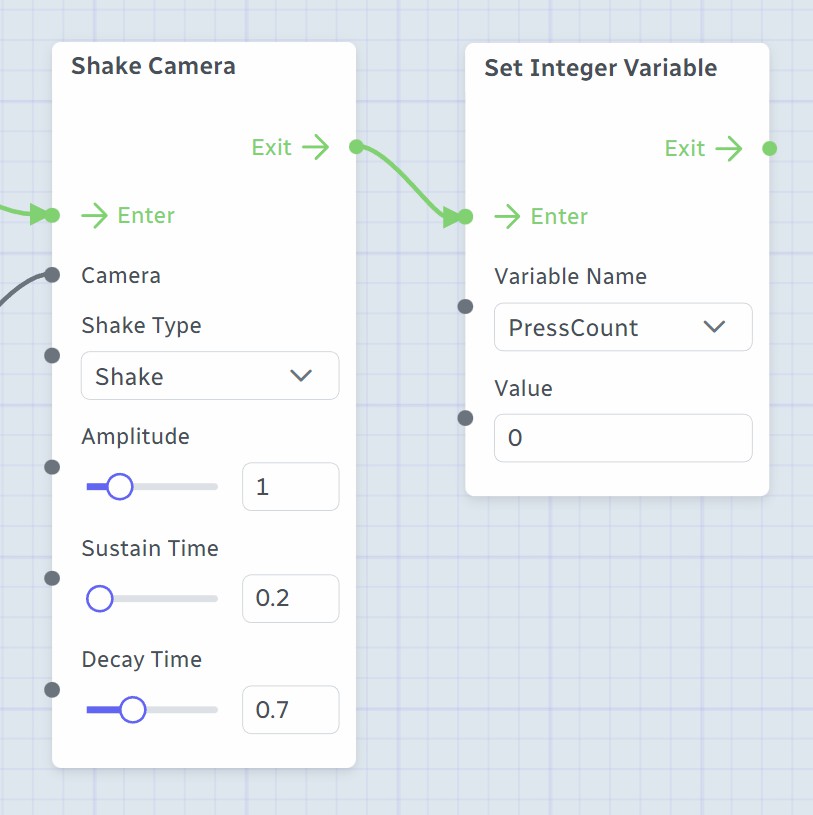 Shake Camera
Exit
Enter
Camera
Shake Type
Shake
Amplitude
1
Sustain Time
0.2
Decay Time
0.7
Set Integer Variable
Exit
Enter
Variable Name
PressCount
Value
0